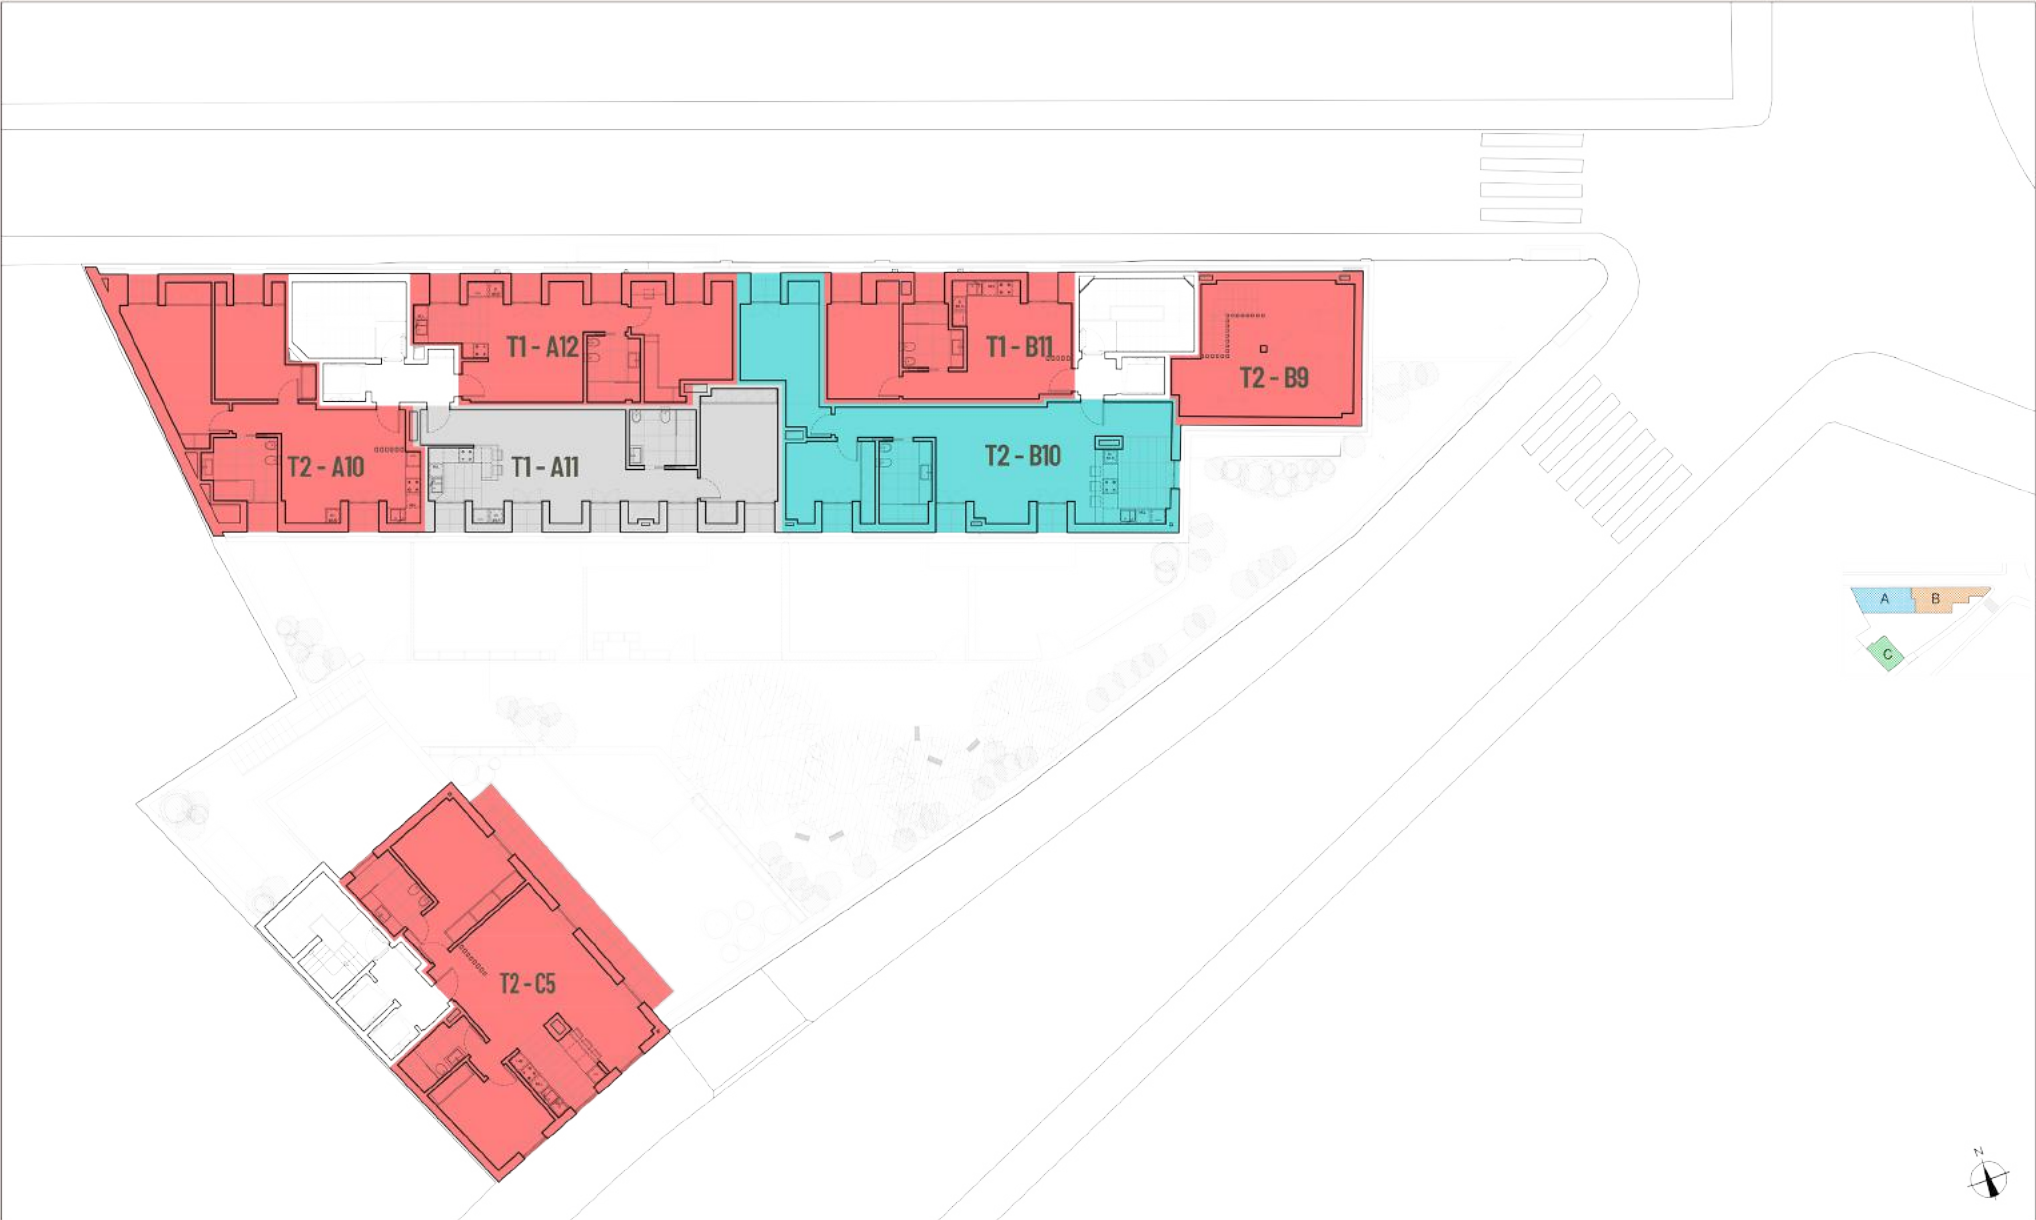 T1 - A12
T1 - B11
T2 - B9
T2 - A10
T1 - A11
T2 - B10
A
B
C
T2 - C5
N